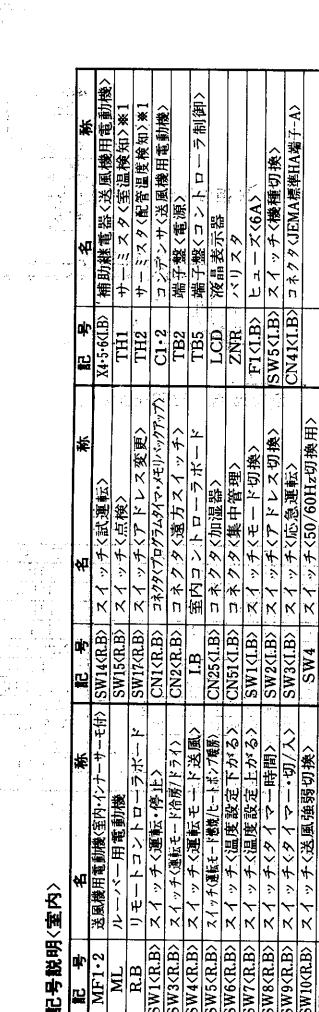 記号説明<室内>
記号 名称 記号 名称 記号 名称
MF1・2 送風機用電動機<室内・インナーサーモ付> SW14<R.B> スイッチ<試運転> X4・5・6<I.B> 補助継電器<送風機用電動機>
ML ルーバー用電動機 SW15<R.B> スイッチ<点検> TH1 サーミスタ<室温検知>※1
R.B リモートコントローラボード SW17<R.B> スイッチ<アドレス変更> TH2 サーミスタ<配管温度検知>※1
SW1<R.B> スイッチ<運転・停止> CN1<R.B> コネクタ<プログラムタイマ・メモリバックアップ> C1・2 コンデンサ<送風機用電動機>
SW3<R.B> スイッチ<運転モード冷房/ドライ> CN2<R.B> コネクタ<遠方スイッチ> TB2 端子盤<電源>
SW4<R.B> スイッチ<運転モード送風> I.B 室内コントローラボード TB5 端子盤<コントローラ制御>
SW5<R.B> スイッチ<運転モード燃焼/ヒートポンプ暖房> CN25<I.B> コネクタ<加湿器> LCD 液晶表示器
SW6<R.B> スイッチ<温度設定下がる> CN51<I.B> コネクタ<集中管理> ZNR バリスタ
SW7<R.B> スイッチ<温度設定上がる> SW1<I.B> スイッチ<モード切換> F1<I.B> ヒューズ<6A>
SW8<R.B> スイッチ<タイマー時間> SW2<I.B> スイッチ<アドレス切換> SW5<I.B> スイッチ<機種切換>
SW9<R.B> スイッチ<タイマー・切/入> SW3<I.B> スイッチ<応急運転> CN41<I.B> コネクタ<JEMA標準HA端子-A>
SW10<R.B> スイッチ<送風強弱切換> SW4 スイッチ<50/60Hz切換用>